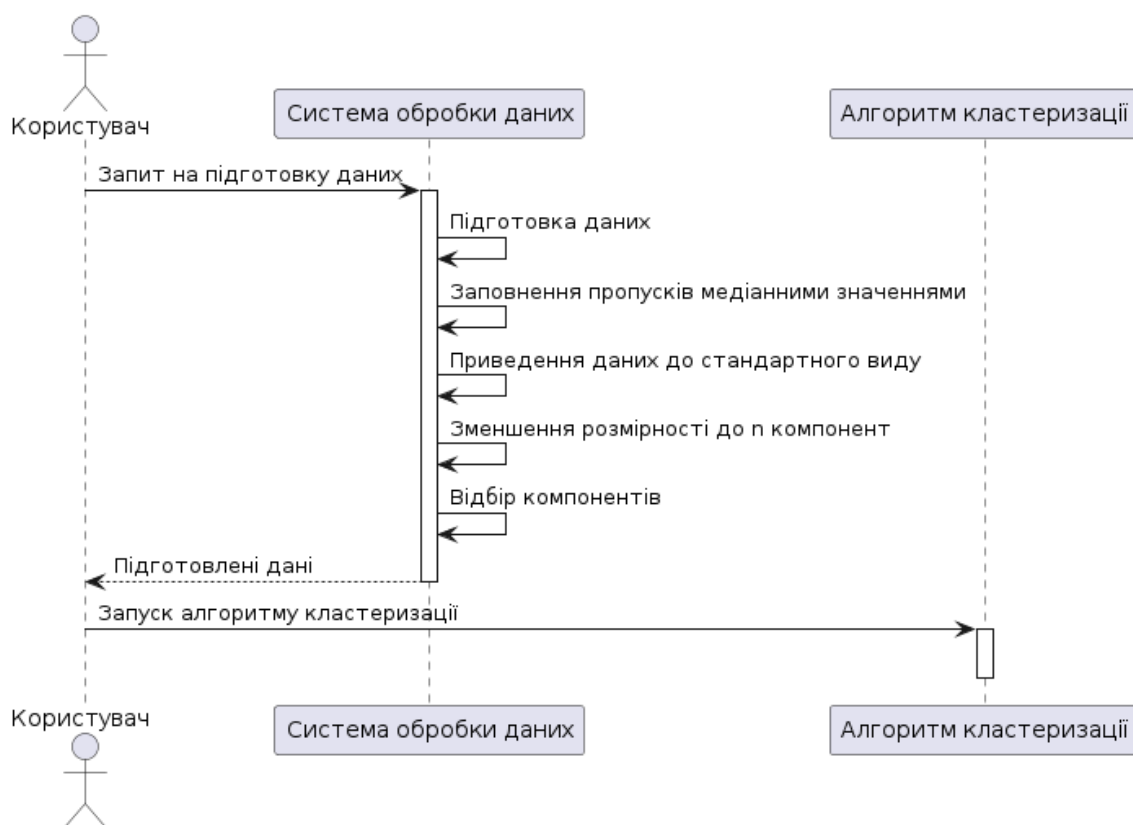 Користувач
Система обробки даних
Алгоритм кластеризації
Запит на підготовку даних
Підготовка даних
Заповнення пропусків медіанними значеннями
Приведення даних до стандартного виду
Зменшення розмірності до n компонент
Відбір компонентів
Підготовлені дані
Запуск алгоритму кластеризації
Користувач
Система обробки даних
Алгоритм кластеризації